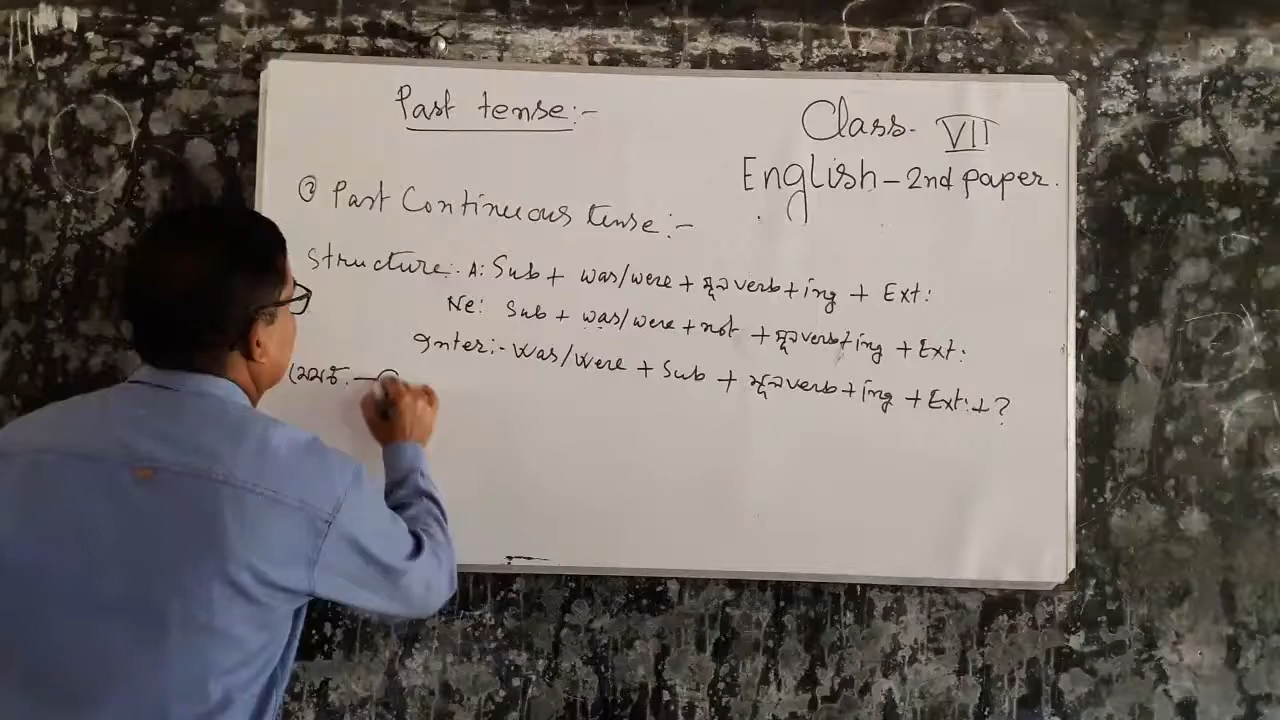 Past tense:-
Class- VII
English-2nd paper.
② Past Continuous tense:-
Structure:. A: Sub + was/were + মূল verb + ing + Ext:
Ne: Sub + was/were + not + মূল verb + ing + Ext:
Inter:- Was/Were + Sub + মূল verb + ing + Ext: + ?